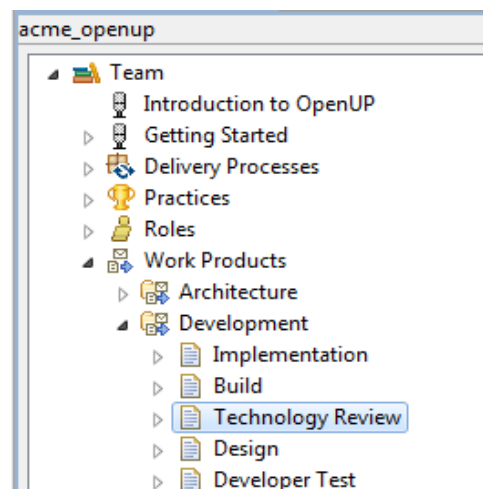 acme_openup
Team
Introduction to OpenUP
Getting Started
Delivery Processes
Practices
Roles
Work Products
Architecture
Development
Implementation
Build
Technology Review
Design
Developer Test